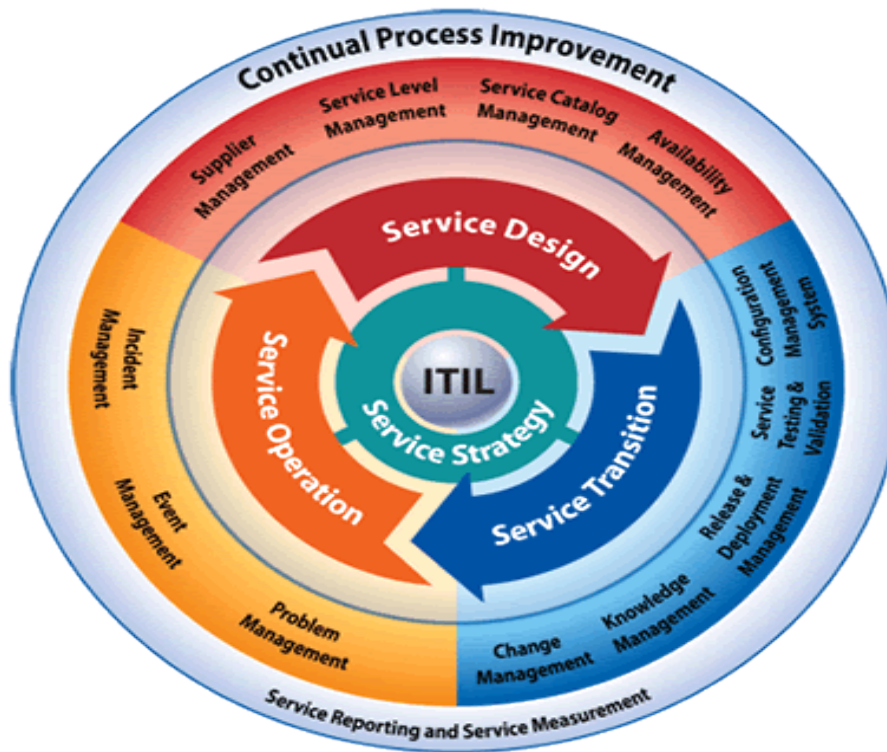 Continual Process Improvement
Supplier
Management
Service Level
Management
Service Catalog
Management
Availability
Management
Configuration
Management
System
Service
Testing &
Validation
Release &
Deployment
Management
Knowledge
Management
Change
Management
Problem
Management
Event
Management
Incident
Management
Service Design
Service Transition
Service Operation
Service Strategy
ITIL
Service Reporting and Service Measurement